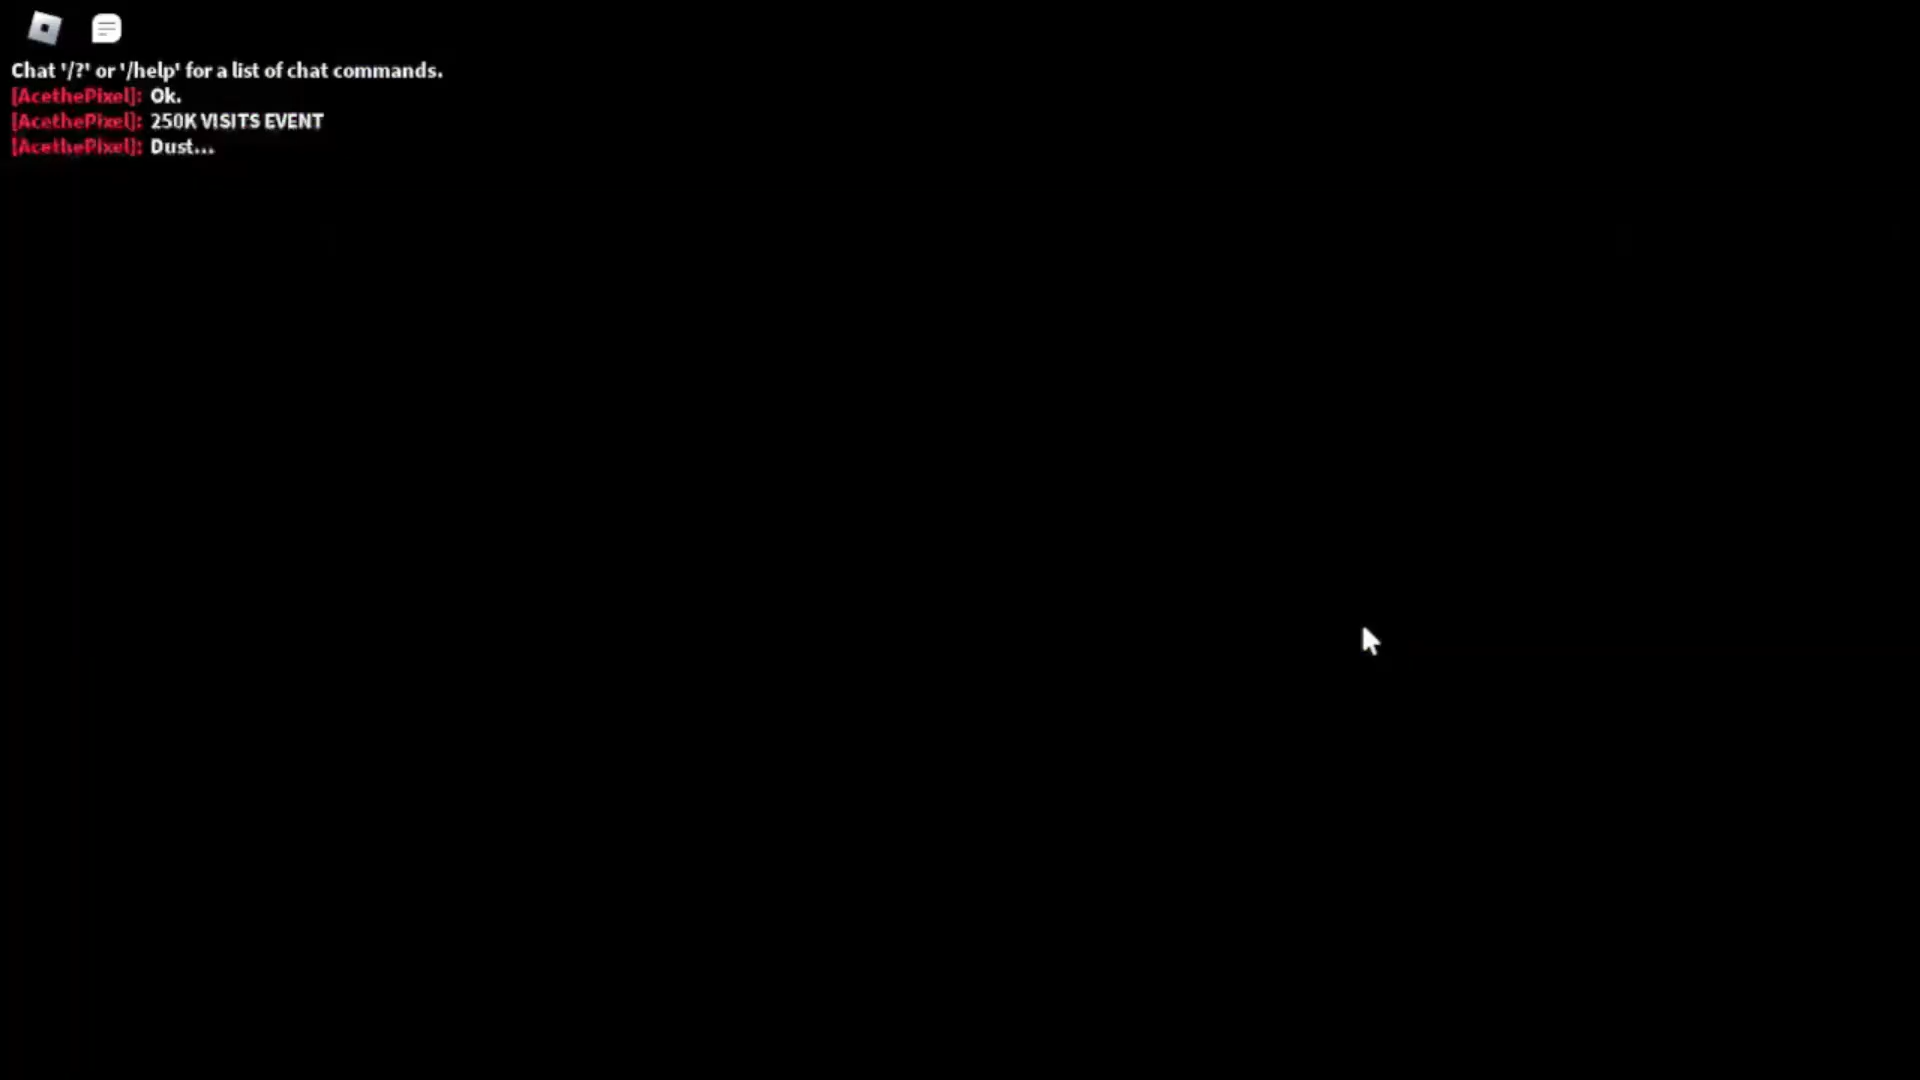 Chat '/?' or '/help' for a list of chat commands.
[AcethePixel]: Ok.
[AcethePixel]: 250K VISITS EVENT
[AcethePixel]: Dust...